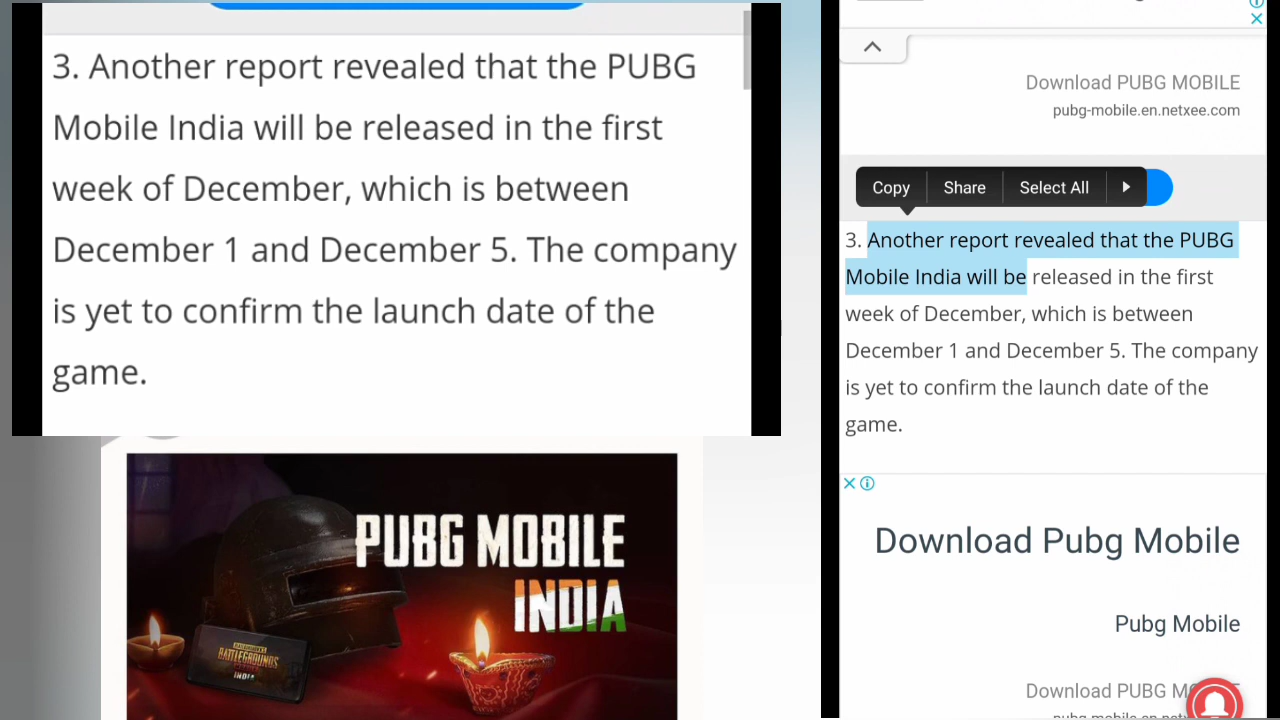 3. Another report revealed that the PUBG
Mobile India will be released in the first
week of December, which is between
December 1 and December 5. The company
is yet to confirm the launch date of the
game.
PUBG MOBILE
INDIA
BATTLEGROUNDS
INDIA
Download PUBG MOBILE
pubg-mobile.en.netxee.com
Copy Share Select All
3. Another report revealed that the PUBG
Mobile India will be released in the first
week of December, which is between
December 1 and December 5. The company
is yet to confirm the launch date of the
game.
Download Pubg Mobile
Pubg Mobile
Download PUBG